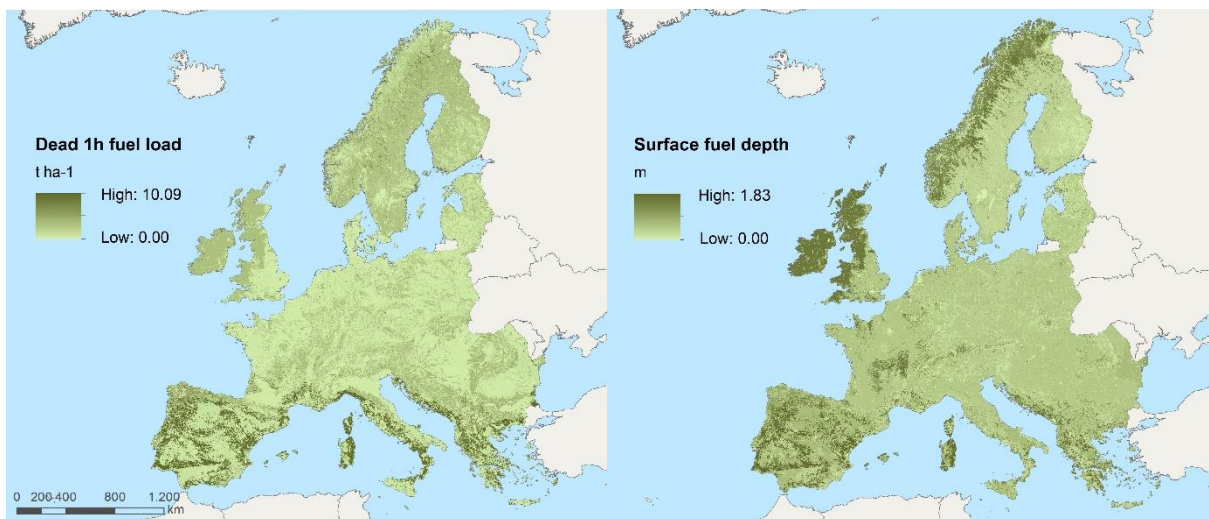 Dead 1h fuel load
t ha-1
High: 10.09
Low: 0.00
0 200 400 800 1.200
km
Surface fuel depth
m
High: 1.83
Low: 0.00